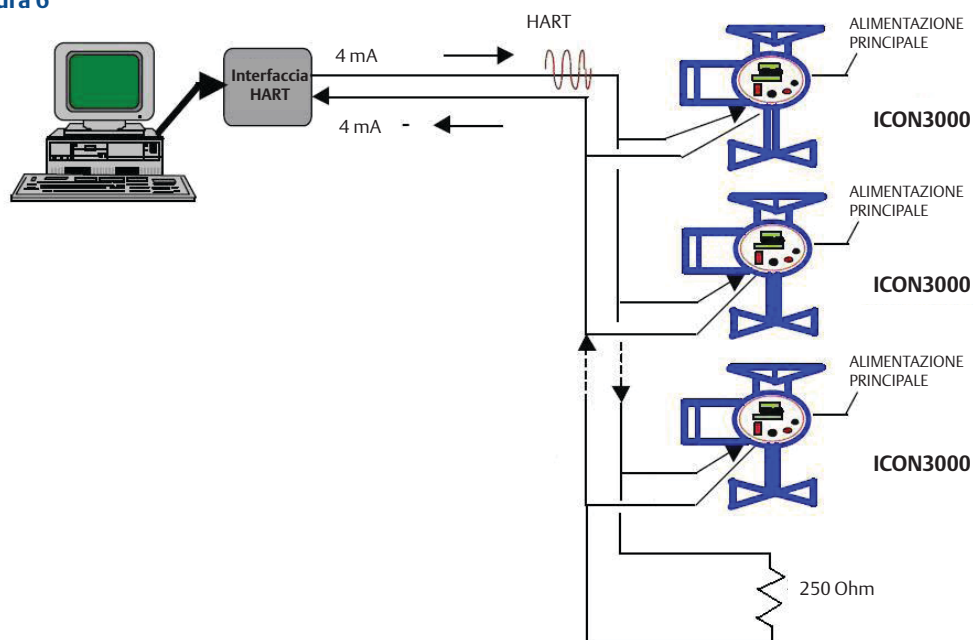 HART
4 mA
Interfaccia
HART
4 mA -
ALIMENTAZIONE
PRINCIPALE
ICON3000
ALIMENTAZIONE
PRINCIPALE
ICON3000
ALIMENTAZIONE
PRINCIPALE
ICON3000
250 Ohm